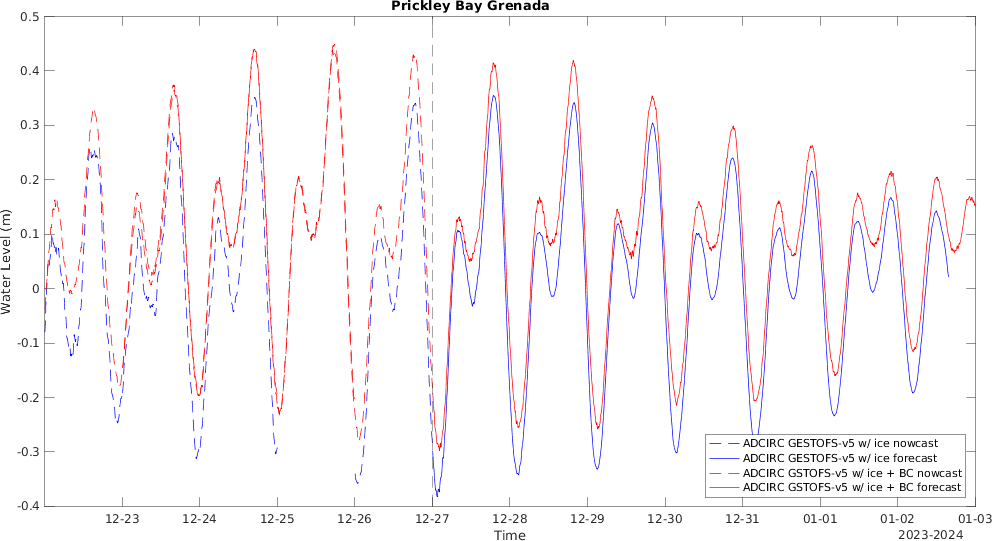 Prickley Bay Grenada
0.5
0.4
0.3
0.2
0.1
0
-0.1
-0.2
-0.3
-0.4
Water Level (m)
ADCIRC GESTOFS-v5 w/ ice nowcast
ADCIRC GESTOFS-v5 w/ ice forecast
ADCIRC GSTOFS-v5 w/ ice + BC nowcast
ADCIRC GSTOFS-v5 w/ ice + BC forecast
12-23 12-24 12-25 12-26 12-27 12-28 12-29 12-30 12-31 01-01 01-02 01-03
Time
2023-2024